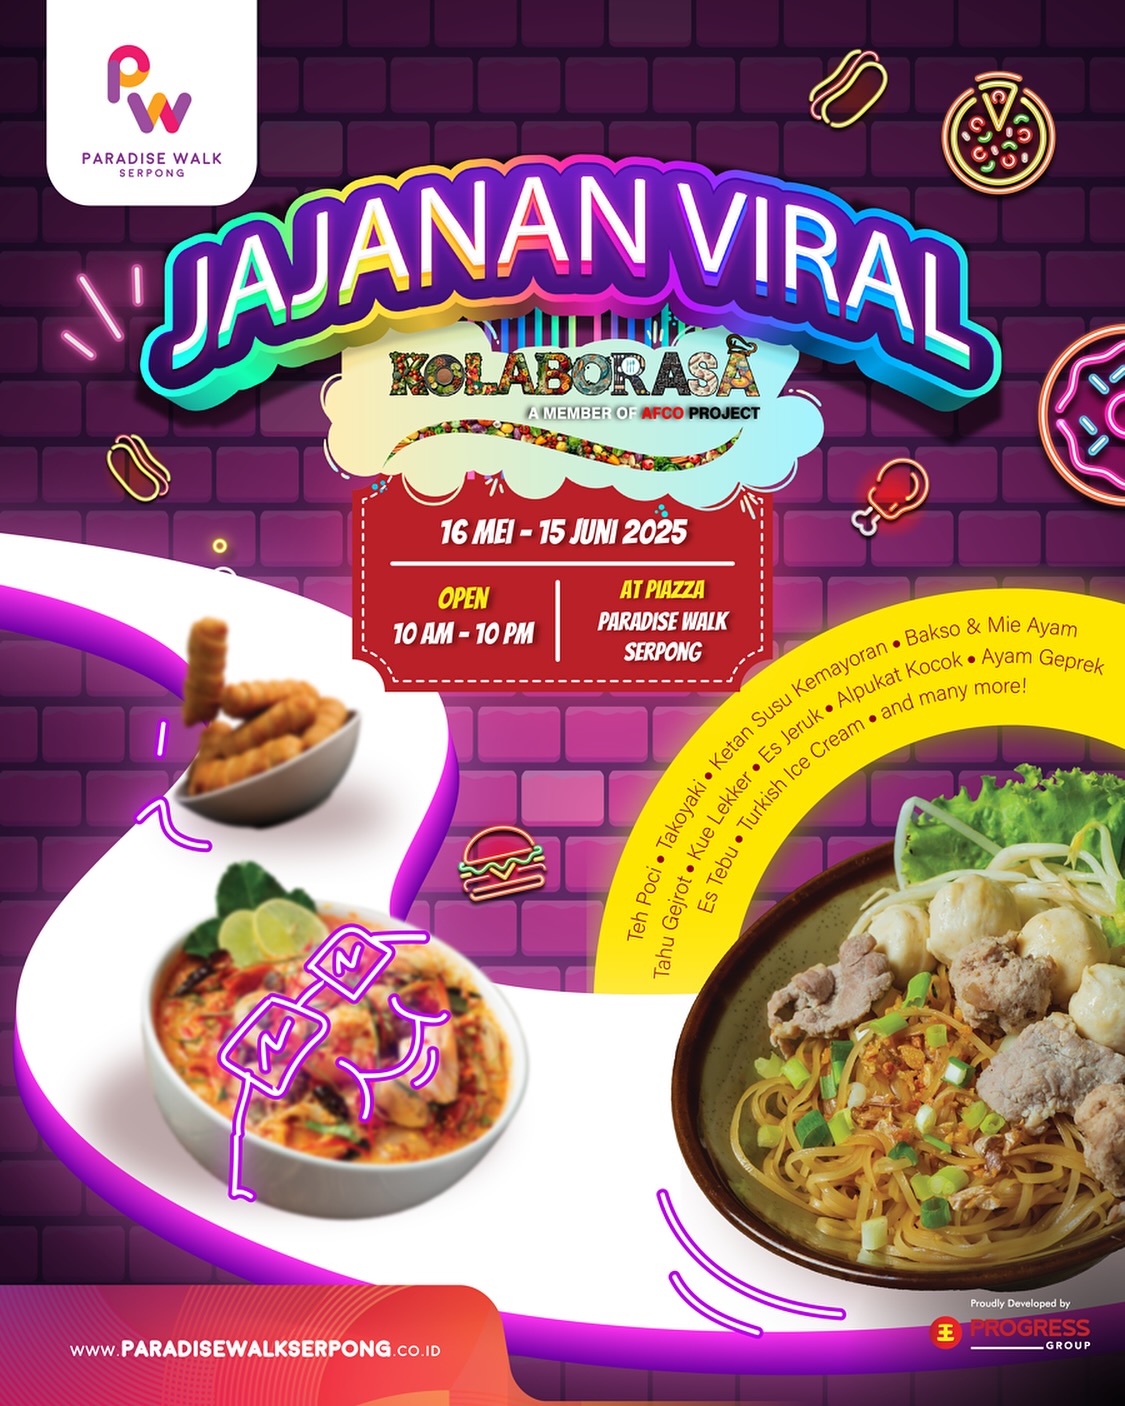 PARADISE WALK
SERPONG
JAJANAN VIRAL
KOLABORASÃ
A MEMBER OF AFCO PROJECT
16 MEI - 15 JUNI 2025
OPEN
10 AM - 10 PM
AT PIAZZA
PARADISE WALK
SERPONG
Teh Poci • Takoyaki • Ketan Susu Kemayoran • Bakso & Mie Ayam
Tahu Gejrot • Kue Lekker • Es Jeruk • Alpukat Kocok • Ayam Geprek
Es Tebu • Turkish Ice Cream • and many more!
Proudly Developed by
PROGRESS
GROUP
WWW.PARADISEWALKSERPONG.CO.ID